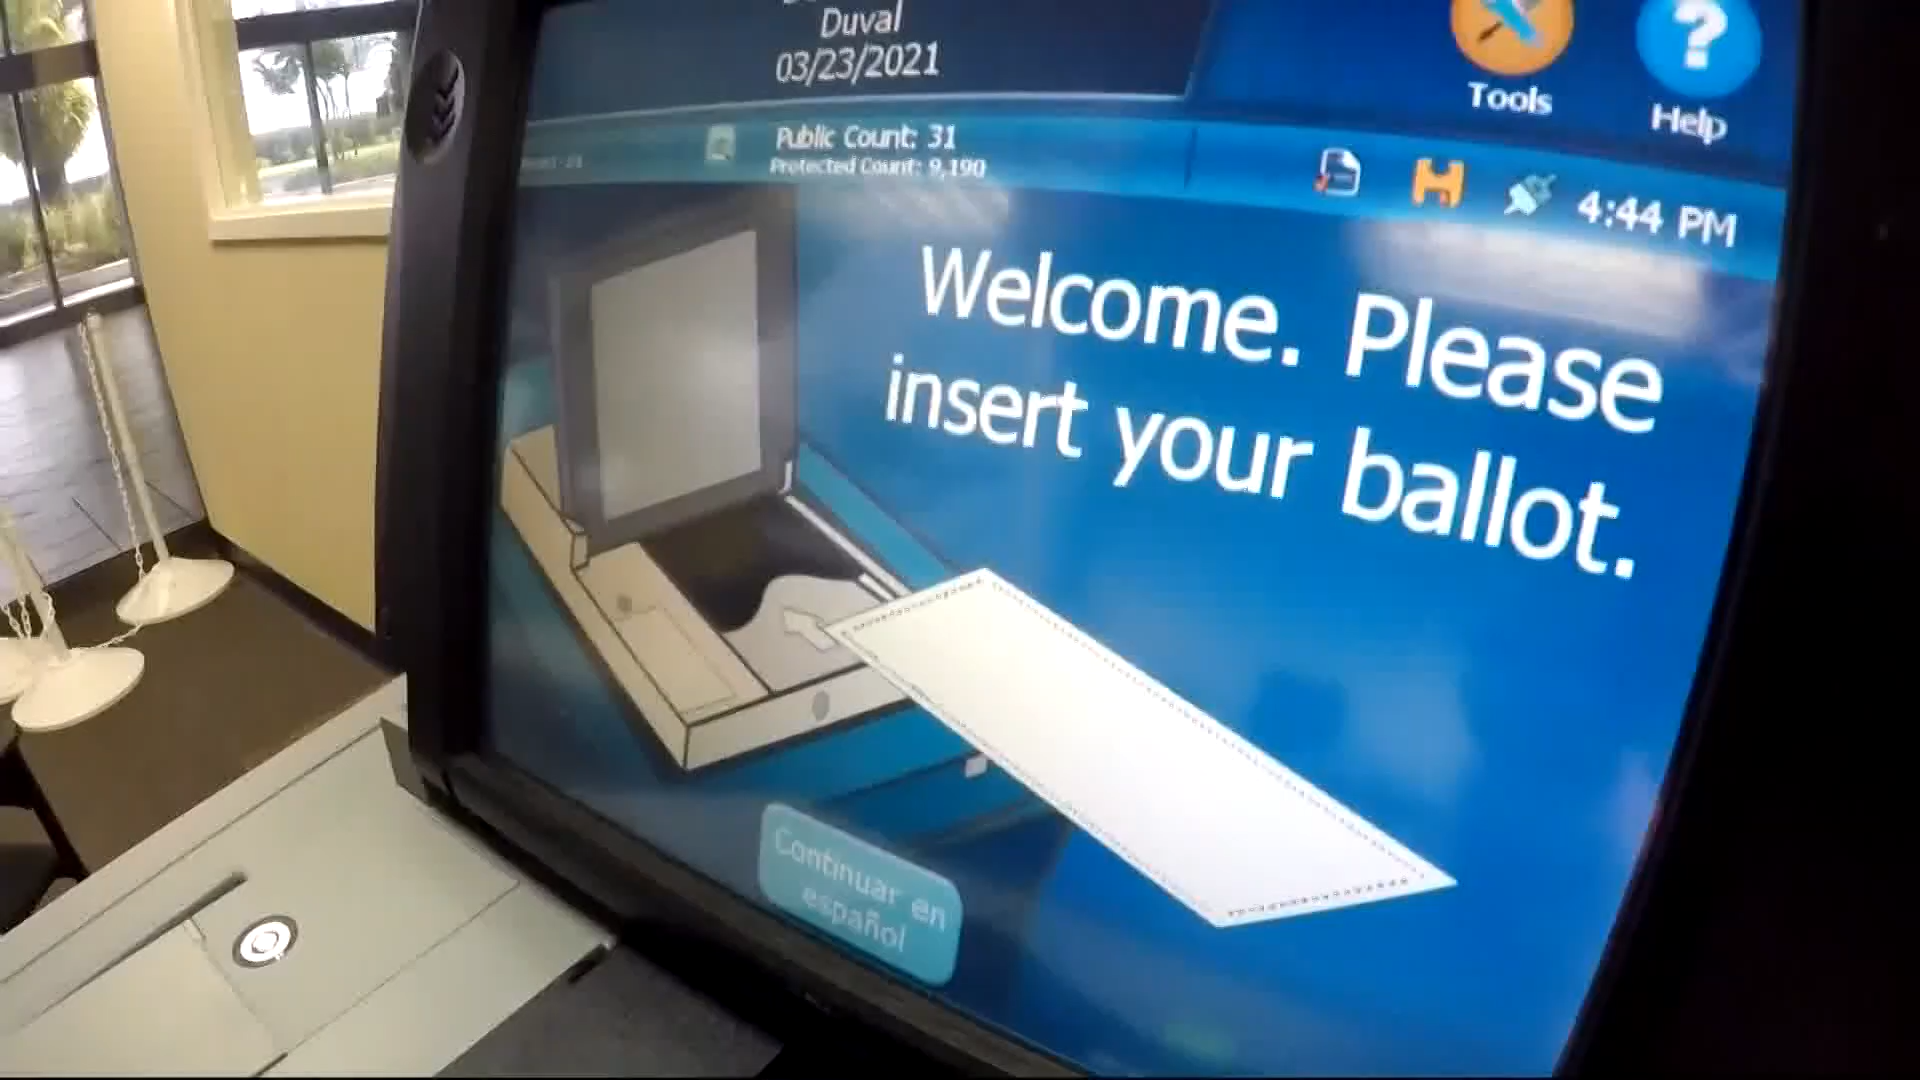 Duval
03/23/2021
Tools
Help
Public Count: 31
Protected Count: 9,190
4:44 PM
Welcome. Please
insert your ballot.
Continuar en
español